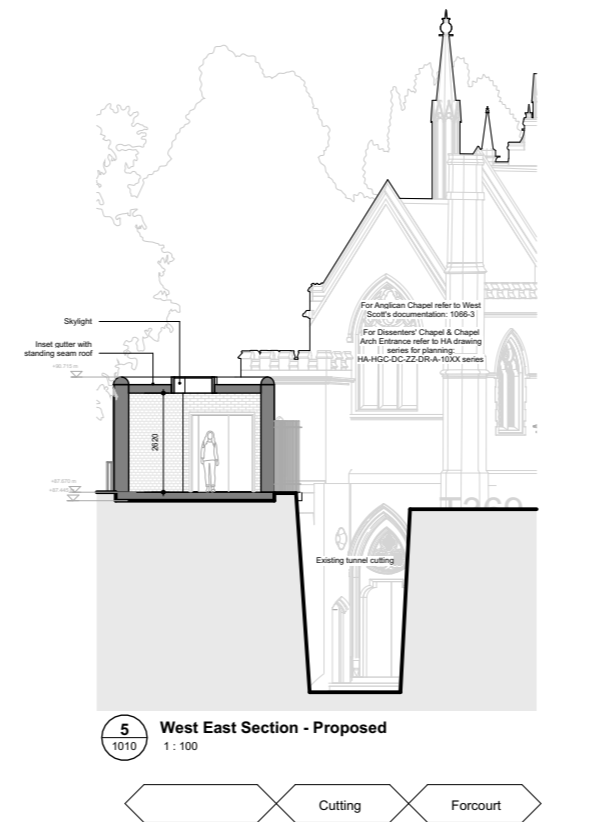 For Anglican Chapel refer to West
Scott's documentation: 1066-3
For Dissenters' Chapel & Chapel
Arch Entrance refer to HA drawing
series for planning:
HA-HGC-DC-ZZ-DR-A-10XX series
Skylight
Inset gutter with
standing seam roof
2620
Existing tunnel cutting
5
1010
West East Section - Proposed
1 : 100
Cutting
Forcourt